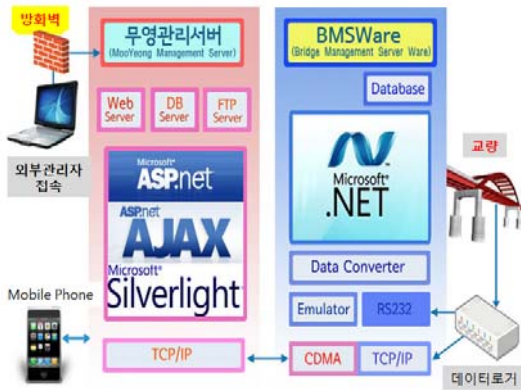 방화벽
외부관리자
접속
Mobile Phone
무영관리서버
(MooYeong Management Server)
Web
Server
DB
Server
FTP
Server
Microsoft®
ASP.net
ASP.net
AJAX
Microsoft®
Silverlight™
TCP/IP
BMSWare
(Bridge Management Server Ware)
Database
Microsoft®
.NET
Data Converter
Emulator
RS232
CDMA
TCP/IP
교량
데이터로거